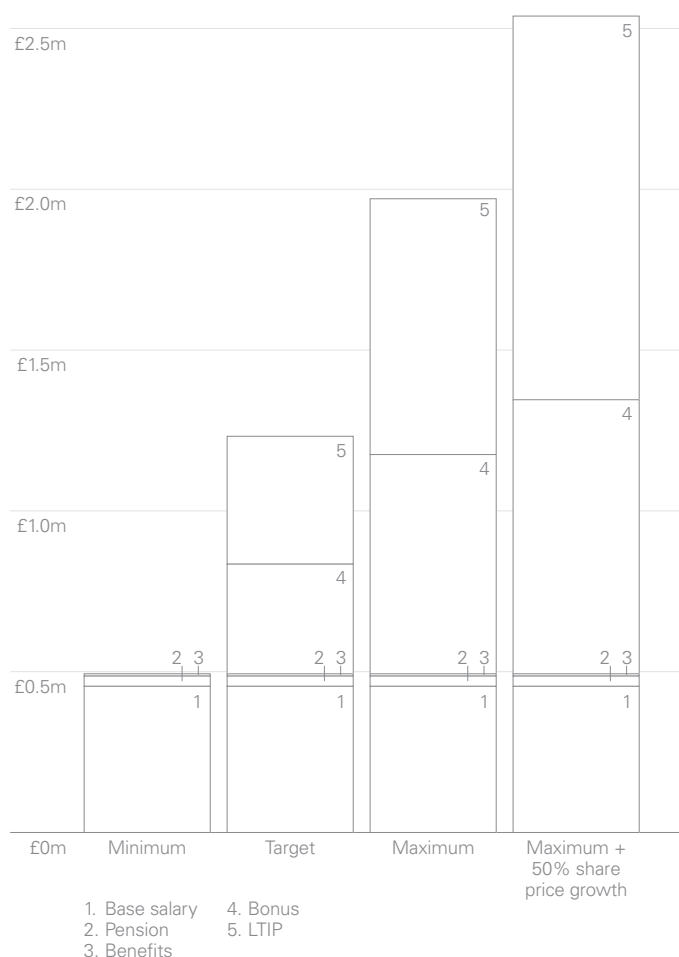 £2.5m
5
£2.0m
5
£1.5m
4
5
4
£1.0m
4
2 3
2 3
2 3
2 3
£0.5m
1
1
1
1
£0m
Minimum
Target
Maximum
Maximum +
50% share
price growth
1. Base salary
2. Pension
3. Benefits
4. Bonus
5. LTIP